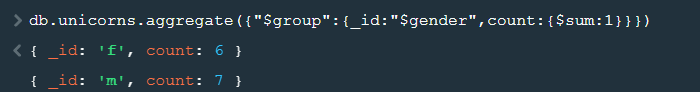 > db.unicorns.aggregate({"$group":{_id:"$gender",count:{$sum:1}}})
< { _id: 'f', count: 6 }
{ _id: 'm', count: 7 }